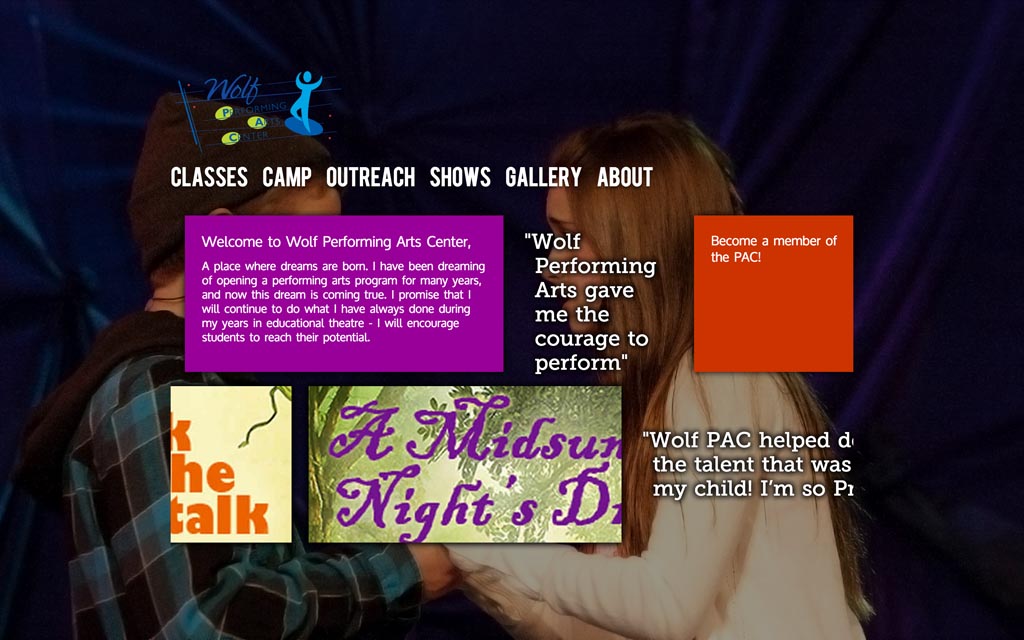 Wolf
PERFORMING
ARTS
CENTER
CLASSES CAMP OUTREACH SHOWS GALLERY ABOUT
Welcome to Wolf Performing Arts Center,
A place where dreams are born. I have been dreaming
of opening a performing arts program for many years,
and now this dream is coming true. I promise that I
will continue to do what I have always done during
my years in educational theatre - I will encourage
students to reach their potential.
"Wolf
Performing
Arts gave
me the
courage to
perform"
Become a member of
the PAC!
k
he
talk
A Midsum
Night's Dr
"Wolf PAC helped de
the talent that was
my child! I'm so Pr